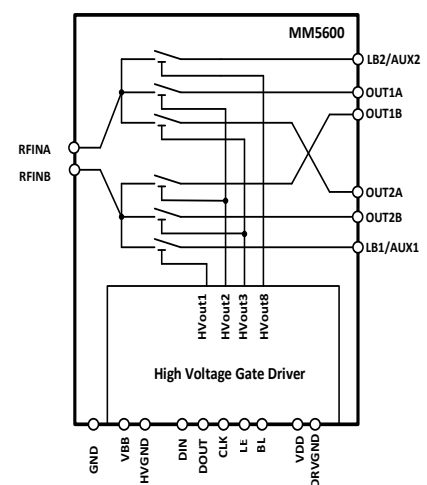 MM5600
LB2/AUX2
OUT1A
OUT1B
RFINA
RFINB
OUT2A
OUT2B
LB1/AUX1
HVout1
HVout2
HVout3
HVout8
High Voltage Gate Driver
GND
VBB
HVGND
DIN
DOUT
CLK
LE
BL
VDD
DRVGND